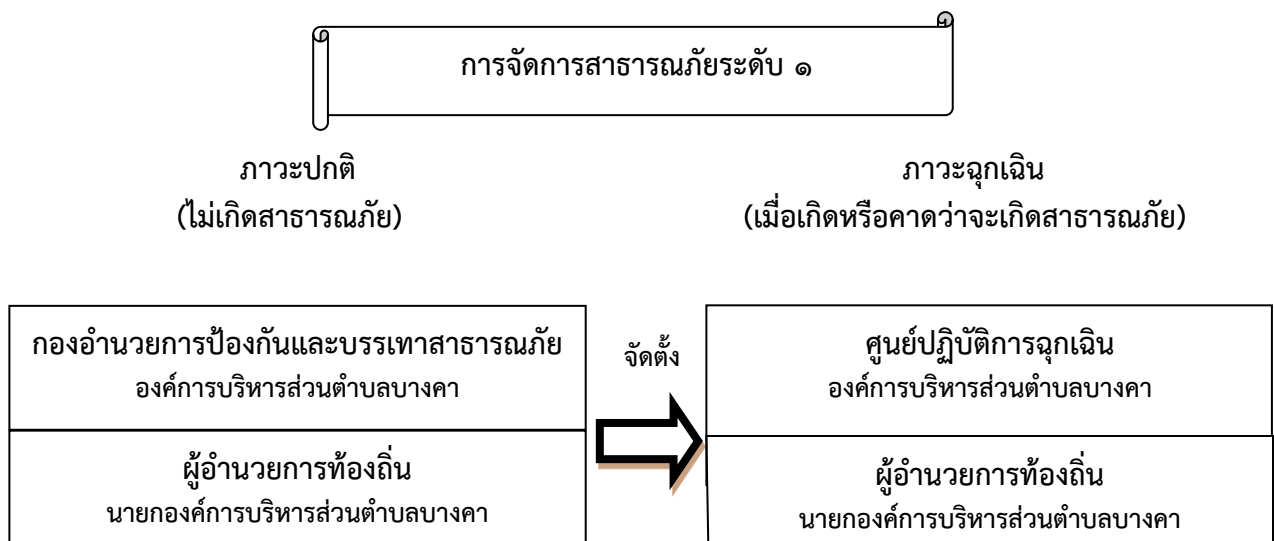 การจัดการสาธารณภัยระดับ ๑
ภาวะปกติ
(ไม่เกิดสาธารณภัย)
ภาวะฉุกเฉิน
(เมื่อเกิดหรือคาดว่าจะเกิดสาธารณภัย)
กองอำนวยการป้องกันและบรรเทาสาธารณภัย
องค์การบริหารส่วนตำบลบางคา
ผู้อำนวยการท้องถิ่น
นายกองค์การบริหารส่วนตำบลบางคา
จัดตั้ง
ศูนย์ปฏิบัติการฉุกเฉิน
องค์การบริหารส่วนตำบลบางคา
ผู้อำนวยการท้องถิ่น
นายกองค์การบริหารส่วนตำบลบางคา